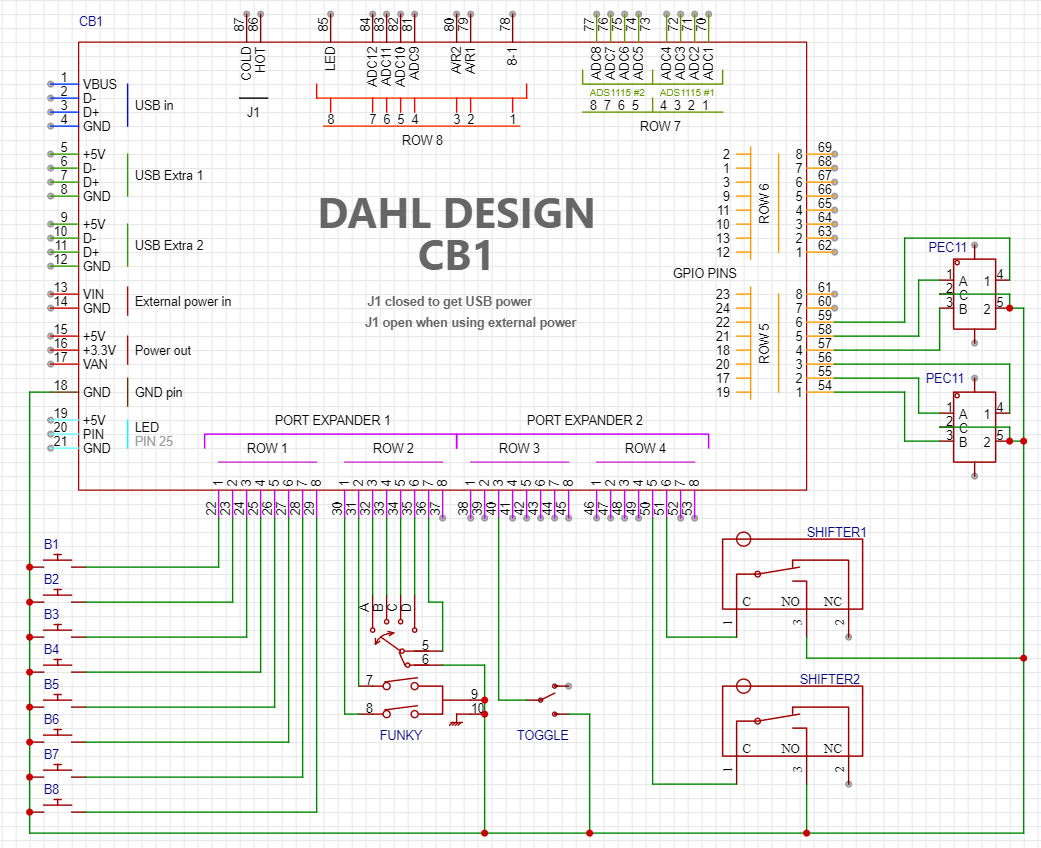 CB1
87 86 85 84 83 82 81 80 79 78 77 76 75 74 73 72 71 70
COLD HOT LED ADC12 ADC11 ADC10 ADC9 A/R2 A/R1 8-1 ADC8 ADC7 ADC6 ADC5 ADC4 ADC3 ADC2 ADC1
J1
ADS1115 #2 ADS1115 #1
8 7 6 5 4 3 2 1
8 7 6 5 4 3 2 1
ROW 8
ROW 7
1 VBUS
2 D-
3 D+
4 GND
USB in
5 +5V
6 D-
7 D+
8 GND
USB Extra 1
9 +5V
10 D-
11 D+
12 GND
USB Extra 2
13 VIN
14 GND
External power in
15 +5V
16 +3.3V
17 VAN
Power out
18 GND
GND pin
19 +5V
20 PIN
21 GND
LED
PIN 25
DAHL DESIGN
CB1
J1 closed to get USB power
J1 open when using external power
2 8 69
1 7 68
3 6 67
9 5 66
11 4 65
10 3 64
13 2 63
12 1 62
ROW 6
GPIO PINS
23 8 61
24 7 60
22 6 59
21 5 58
18 4 57
20 3 56
17 2 55
19 1 54
ROW 5
PEC11
1 A 1 4
2 C
3 B 2 5
PEC11
1 A 1 4
2 C
3 B 2 5
PORT EXPANDER 1 PORT EXPANDER 2
ROW 1 ROW 2 ROW 3 ROW 4
1 2 3 4 5 6 7 8 1 2 3 4 5 6 7 8 1 2 3 4 5 6 7 8 1 2 3 4 5 6 7 8
22 23 24 25 26 27 28 29 30 31 32 33 34 35 36 37 38 39 40 41 42 43 44 45 46 47 48 49 50 51 52 53
B1
B2
B3
B4
B5
B6
B7
B8
A B C D
5
6
7
8
9
10
FUNKY
TOGGLE
SHIFTER1
C NO NC
1 3 2
SHIFTER2
C NO NC
1 3 2